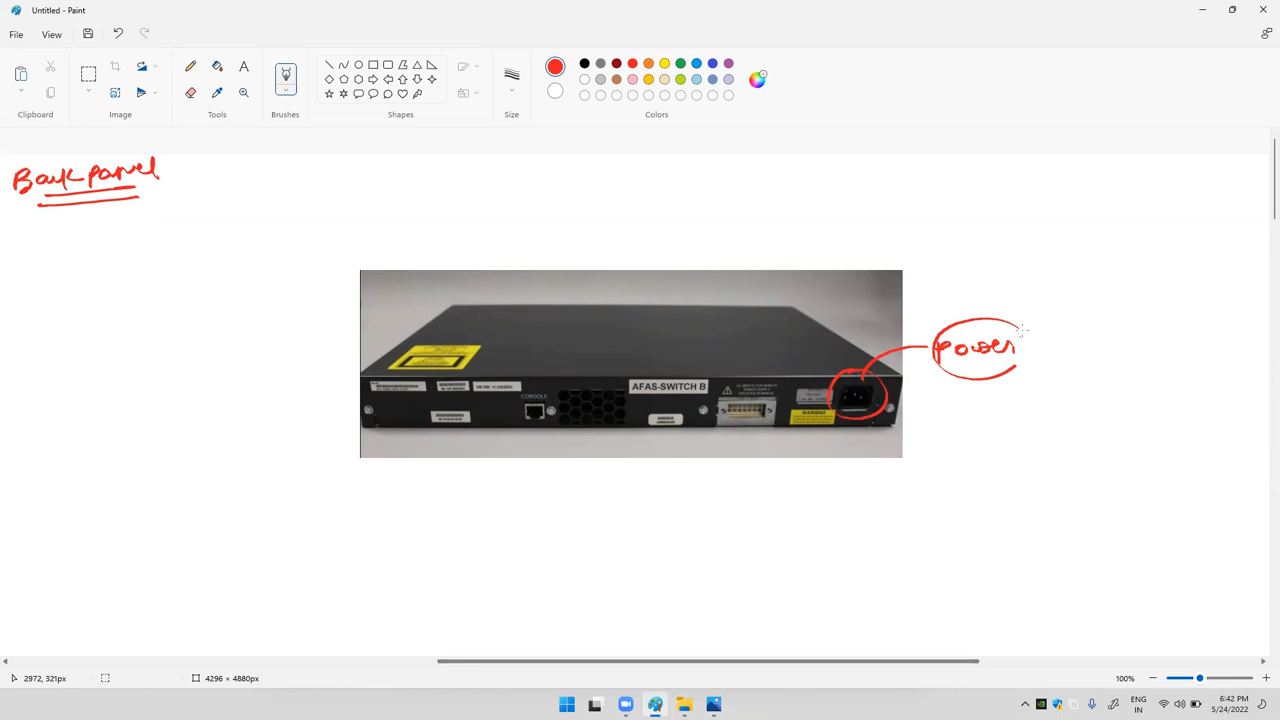 Untitled - Paint
File
View
Clipboard
Image
Tools
Brushes
Shapes
Size
Colors
Back panel
power
AFAS-SWITCH B
CONSOLE
WARNING
2972, 321px
4296 × 4880px
100%
ENG
IN
6:42 PM
5/24/2022